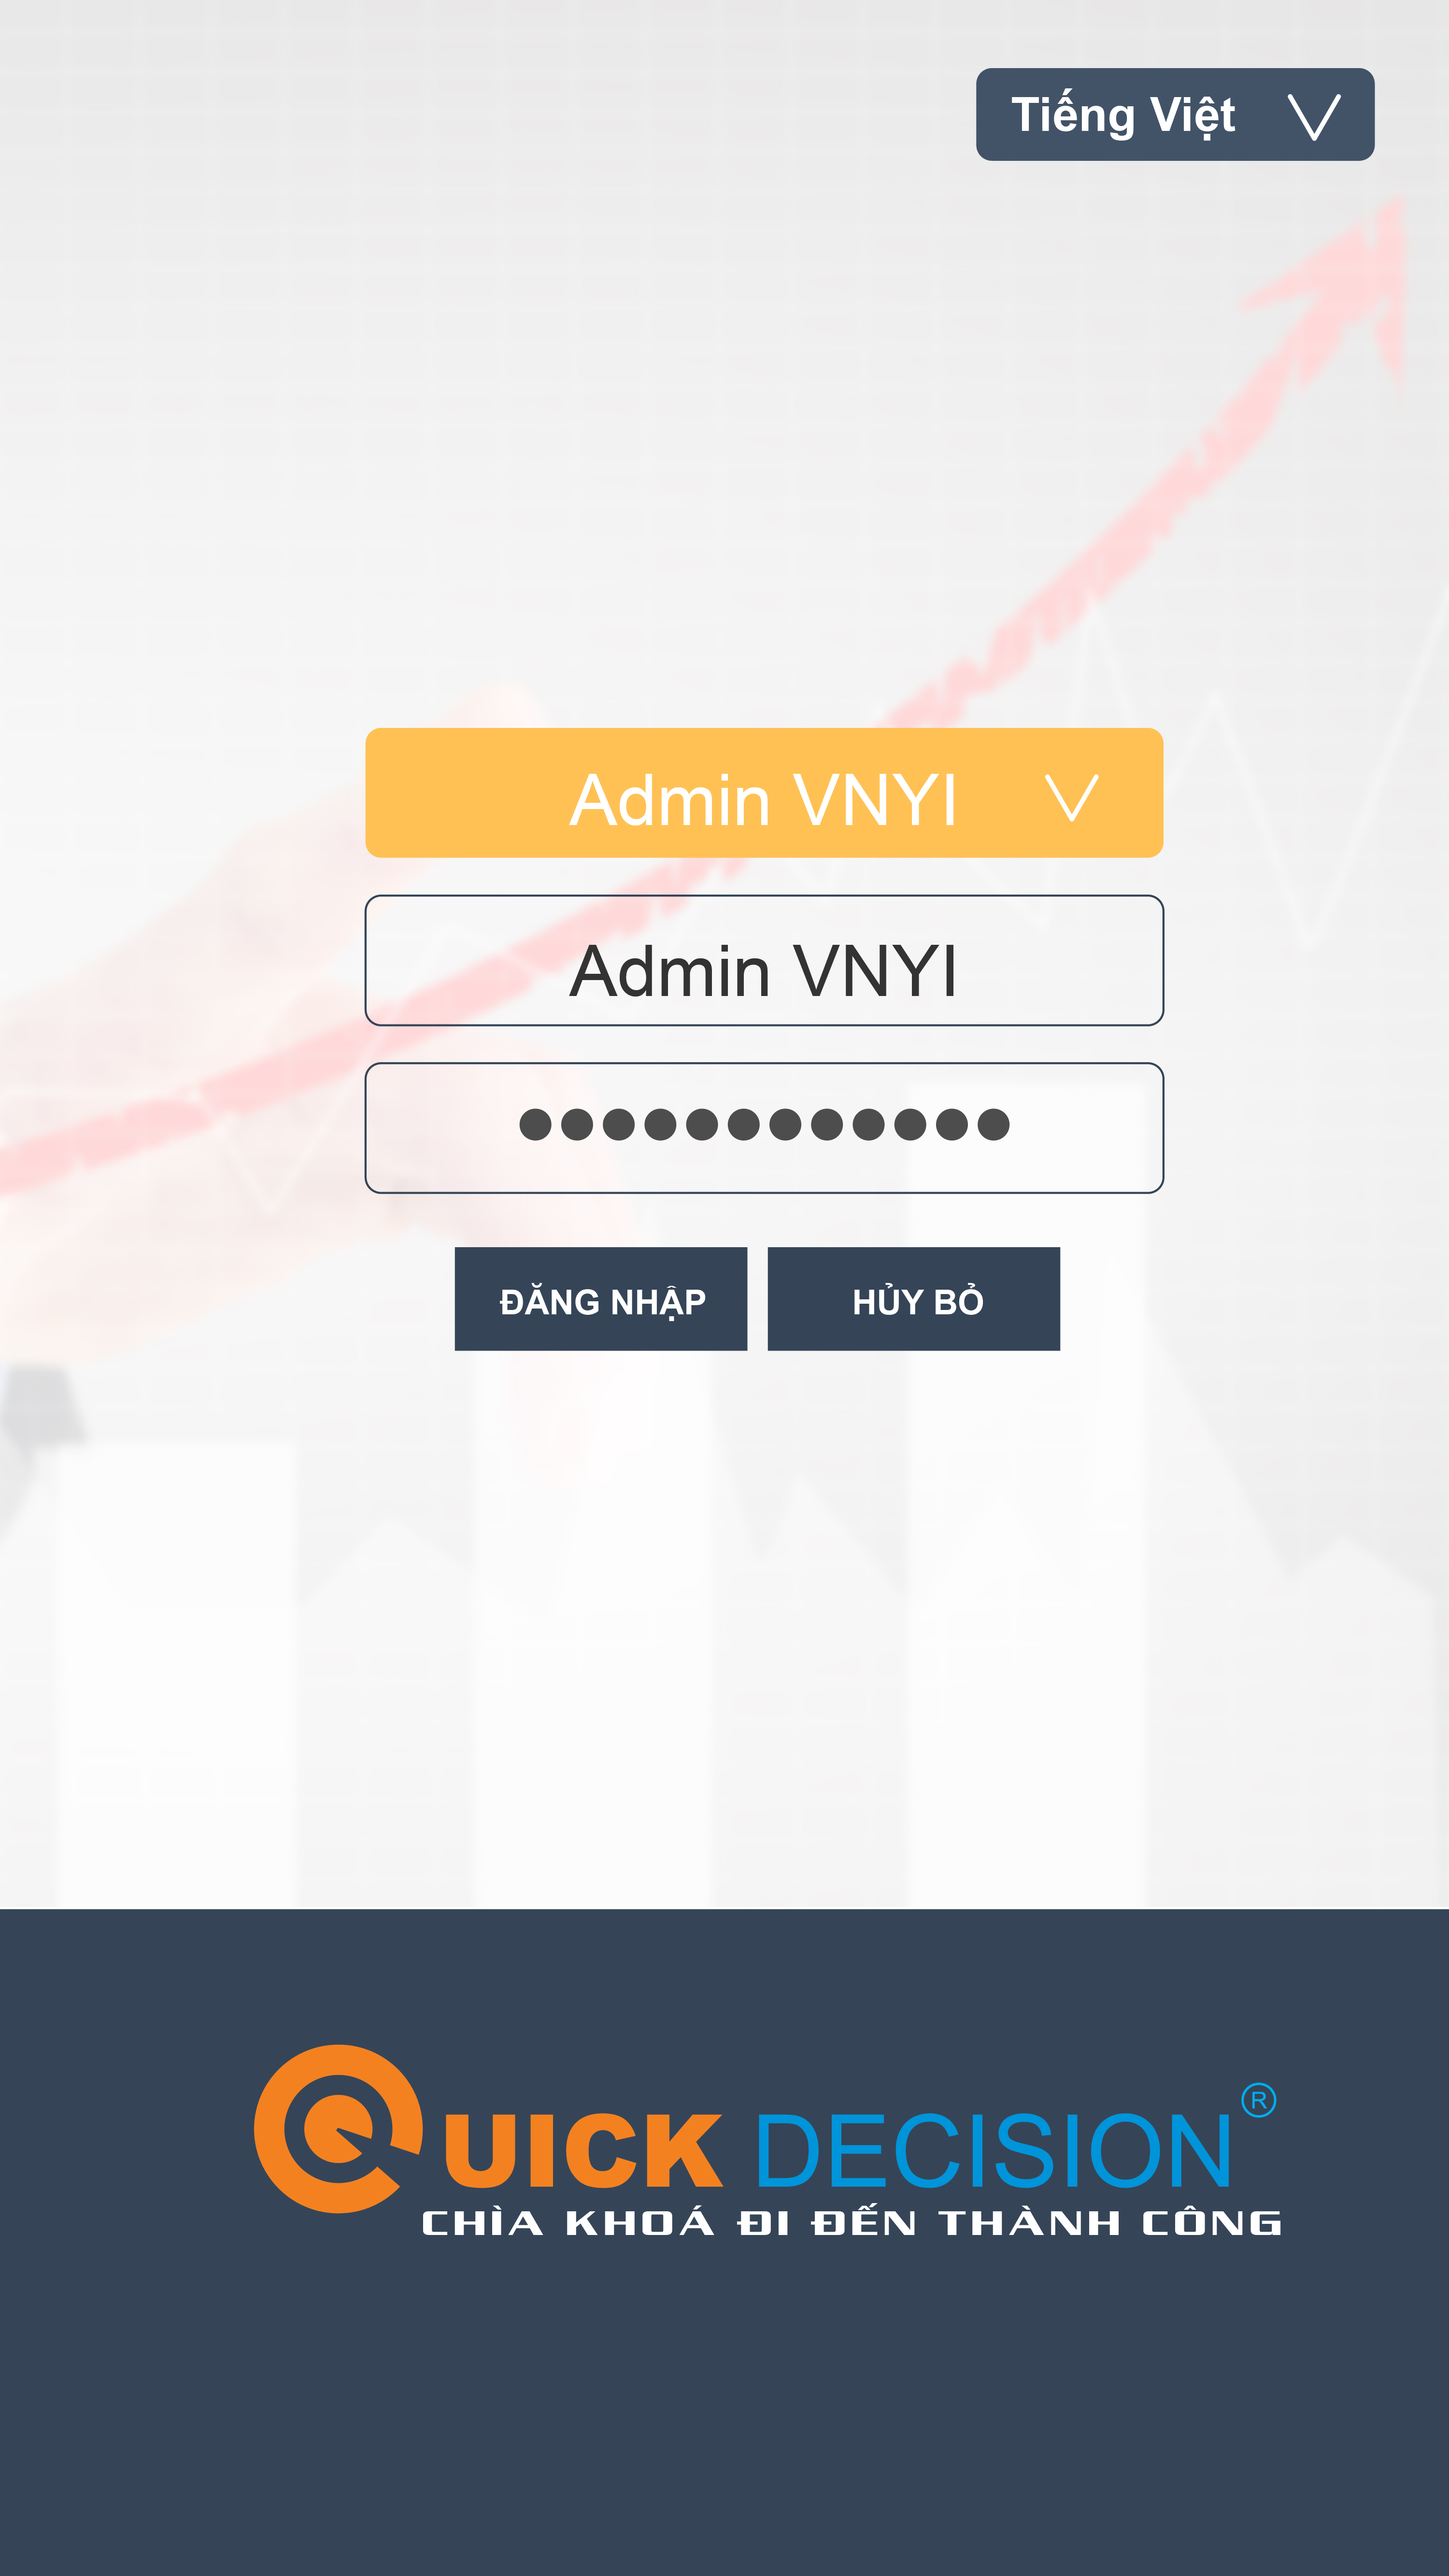 Tiếng Việt
Admin VNYI
Admin VNYI
ĐĂNG NHẬP HỦY BỎ
QUICK DECISION®
CHÌA KHOÁ ĐI ĐẾN THÀNH CÔNG